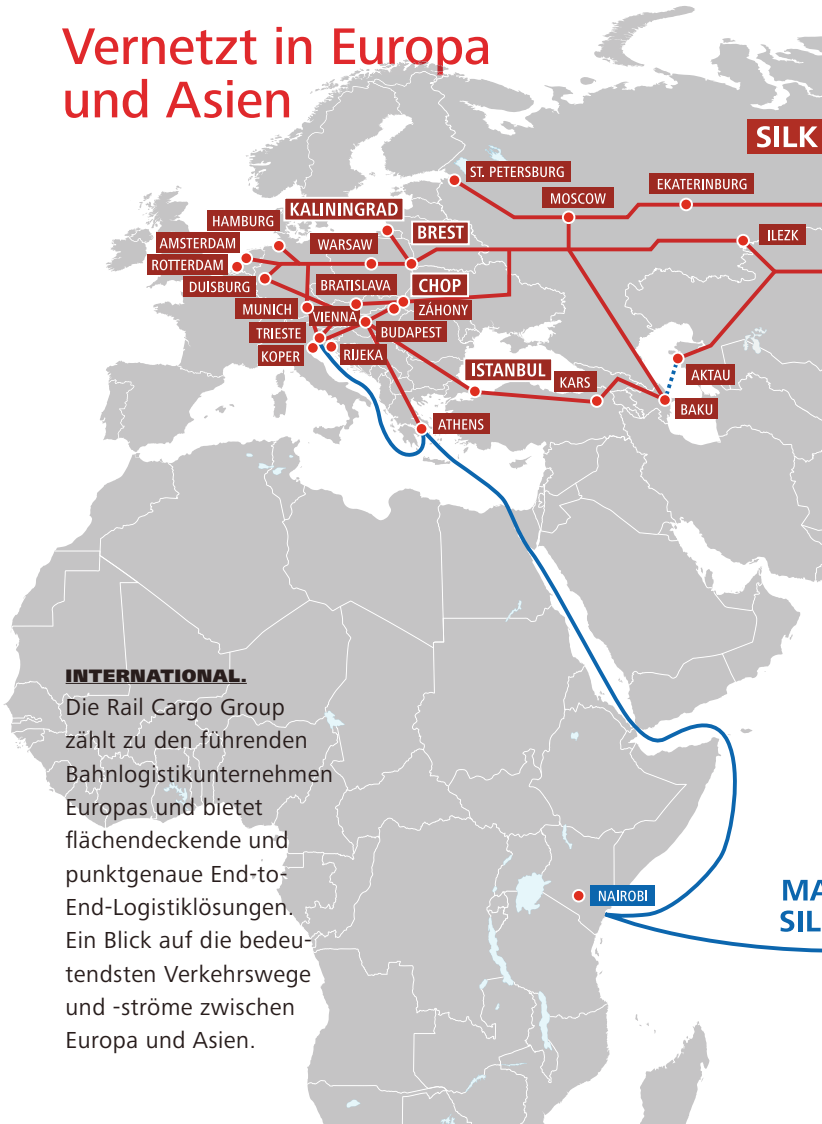 Vernetzt in Europa
und Asien
SILK
ST. PETERSBURG
EKATERINBURG
MOSCOW
KALININGRAD
HAMBURG
BREST
ILEZK
AMSTERDAM
WARSAW
ROTTERDAM
DUISBURG
BRATISLAVA
CHOP
MUNICH
VIENNA
ZÁHONY
TRIESTE
BUDAPEST
KOPER
RIJEKA
ISTANBUL
KARS
AKTAU
BAKU
ATHENS
INTERNATIONAL.
Die Rail Cargo Group
zählt zu den führenden
Bahnlogistikunternehmen
Europas und bietet
flächendeckende und
punktgenaue End-to-
End-Logistiklösungen.
Ein Blick auf die bedeu-
tendsten Verkehrswege
und -ströme zwischen
Europa und Asien.
NAIROBI
MA
SIL